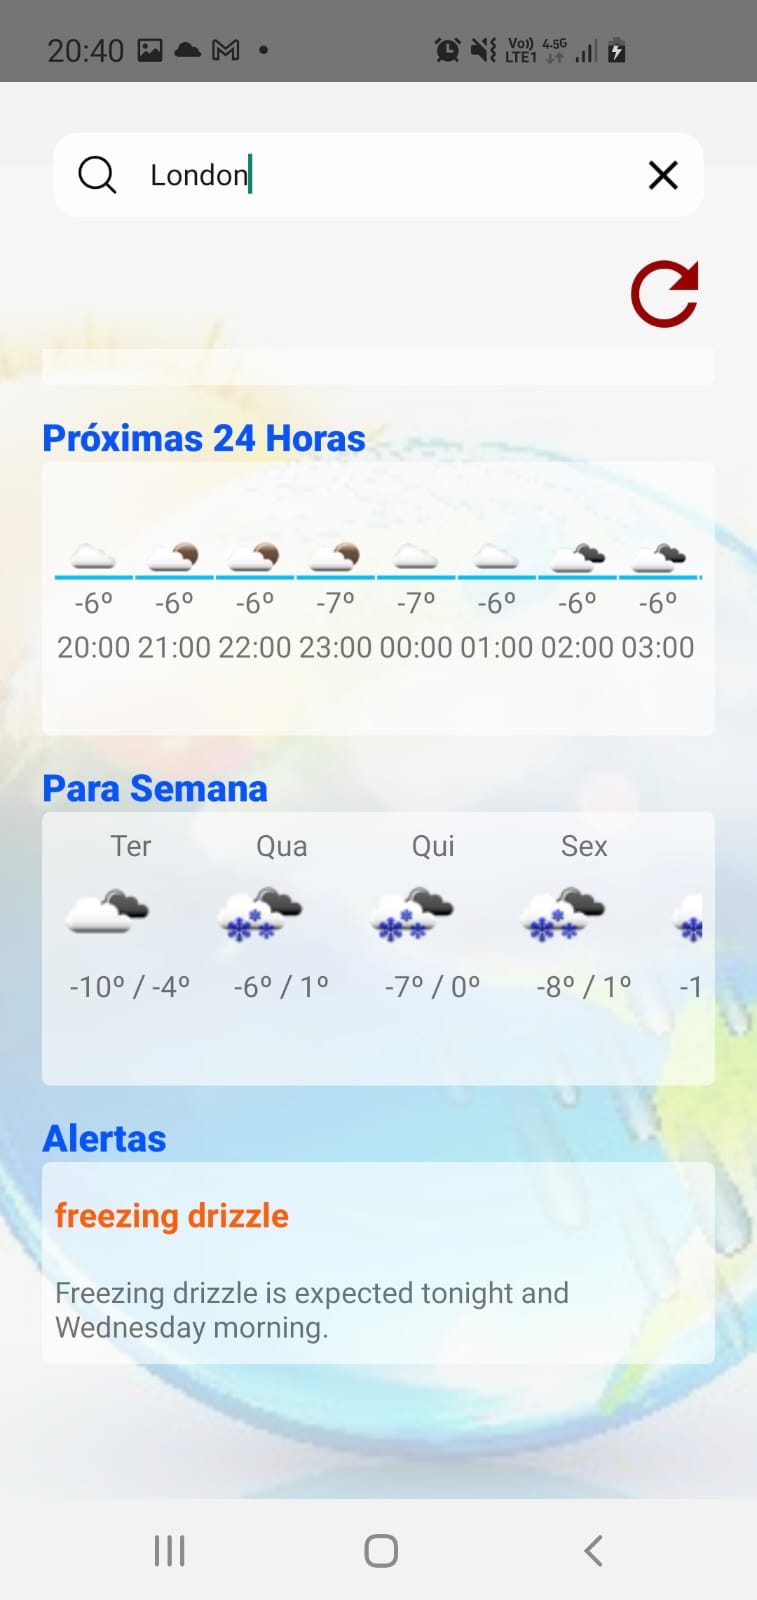 20:40
Vo)) 4.5G
LTE1
London
Próximas 24 Horas
-6º -6º -6º -7º -7º -6º -6º -6º
20:00 21:00 22:00 23:00 00:00 01:00 02:00 03:00
Para Semana
Ter Qua Qui Sex
-10º / -4º -6º / 1º -7º / 0º -8º / 1º -1
Alertas
freezing drizzle
Freezing drizzle is expected tonight and
Wednesday morning.